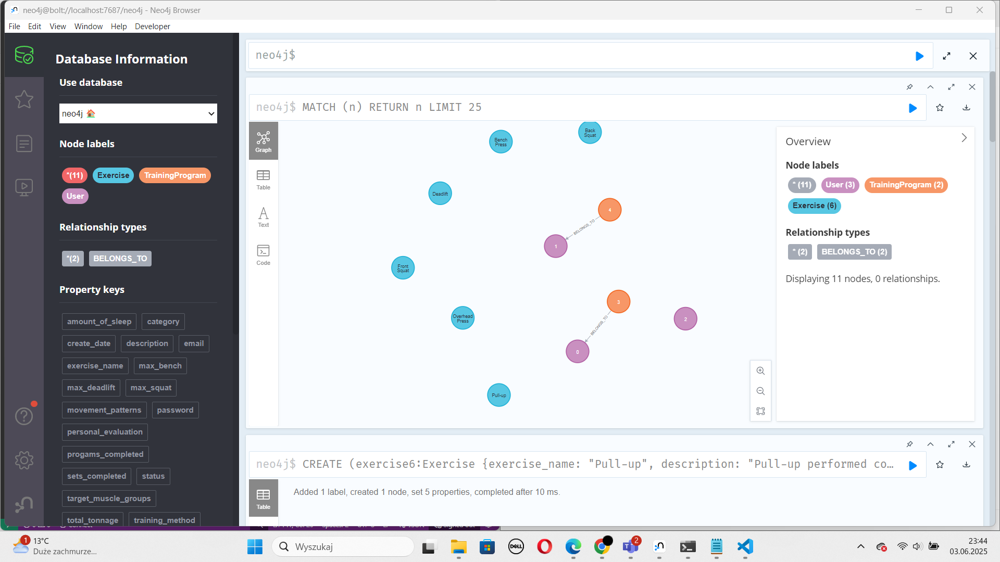 neo4j@bolt://localhost:7687/neo4j - Neo4j Browser
File Edit View Window Help Developer
Database Information
Use database
neo4j
Node labels
*(11) Exercise TrainingProgram
User
Relationship types
*(2) BELONGS_TO
Property keys
amount_of_sleep category
create_date description email
exercise_name max_bench
max_deadlift max_squat
movement_patterns password
personal_evaluation
progams_completed
sets_completed status
target_muscle_groups
total_tonnage training_method
neo4j$
neo4j$ MATCH (n) RETURN n LIMIT 25
Graph
Table
Text
Code
Bench Press
Back Squat
Deadlift
4
BELONGS_TO
1
Front Squat
Overhead Press
3
BELONGS_TO
2
0
Pull-up
Overview
Node labels
* (11) User (3) TrainingProgram (2)
Exercise (6)
Relationship types
* (2) BELONGS_TO (2)
Displaying 11 nodes, 0 relationships.
neo4j$ CREATE (exercise6:Exercise {exercise_name: "Pull-up", description: "Pull-up performed co…
Table
Added 1 label, created 1 node, set 5 properties, completed after 10 ms.
1
13°C
Duże zachmurze...
Wyszukaj
DELL
2
23:44
03.06.2025